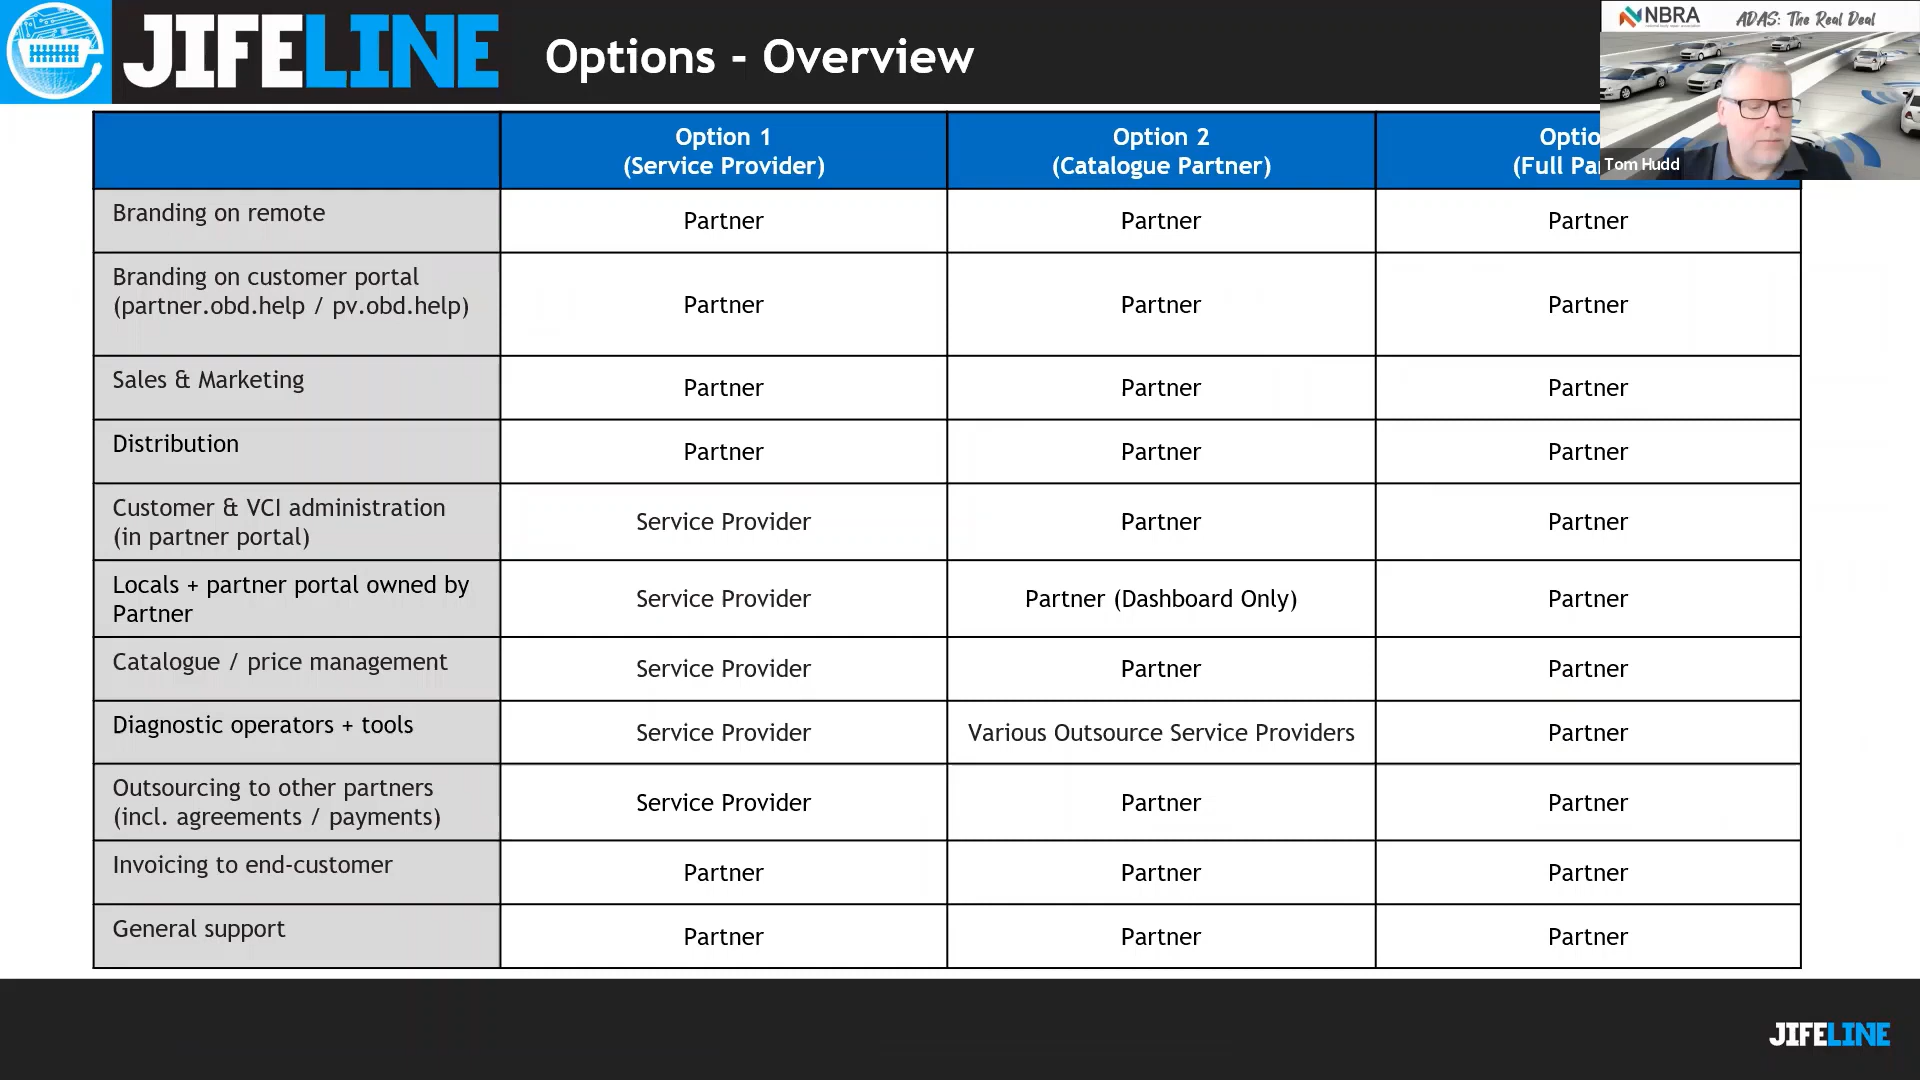 JIFELINE
Options - Overview
NBRA
ADAS: The Real Deal
Tom Hudd
Option 1
(Service Provider)
Option 2
(Catalogue Partner)
Optio
(Full Pa
Branding on remote
Partner
Partner
Partner
Branding on customer portal
(partner.obd.help / pv.obd.help)
Partner
Partner
Partner
Sales & Marketing
Partner
Partner
Partner
Distribution
Partner
Partner
Partner
Customer & VCI administration
(in partner portal)
Service Provider
Partner
Partner
Locals + partner portal owned by
Partner
Service Provider
Partner (Dashboard Only)
Partner
Catalogue / price management
Service Provider
Partner
Partner
Diagnostic operators + tools
Service Provider
Various Outsource Service Providers
Partner
Outsourcing to other partners
(incl. agreements / payments)
Service Provider
Partner
Partner
Invoicing to end-customer
Partner
Partner
Partner
General support
Partner
Partner
Partner
JIFELINE